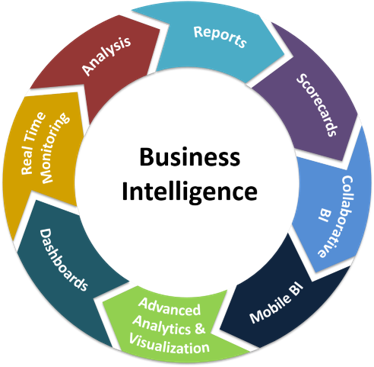 Business
Intelligence
Reports
Scorecards
Collaborative
BI
Mobile BI
Advanced
Analytics &
Visualization
Dashboards
Real Time
Monitoring
Analysis